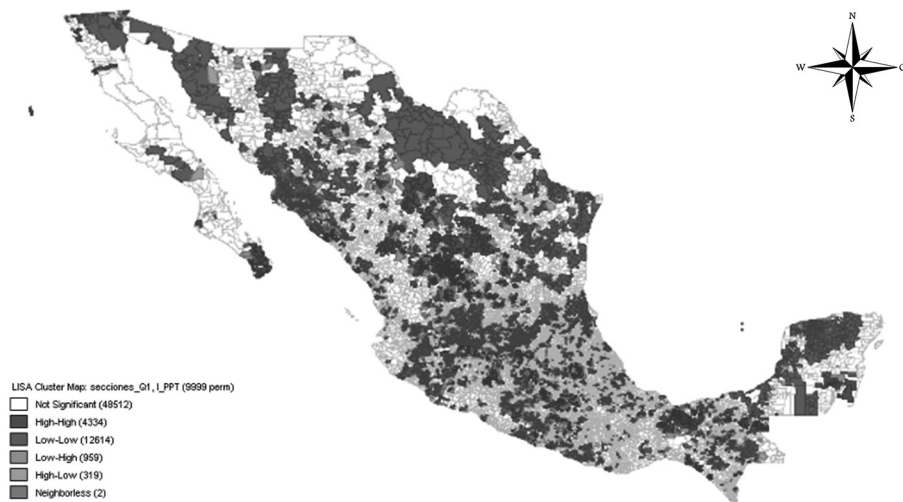 N
W
O
S
LISA Cluster Map: secciones_Q1, I_PPT (9999 perm)
Not Significant (48512)
High-High (4334)
Low-Low (12614)
Low-High (959)
High-Low (319)
Neighborless (2)